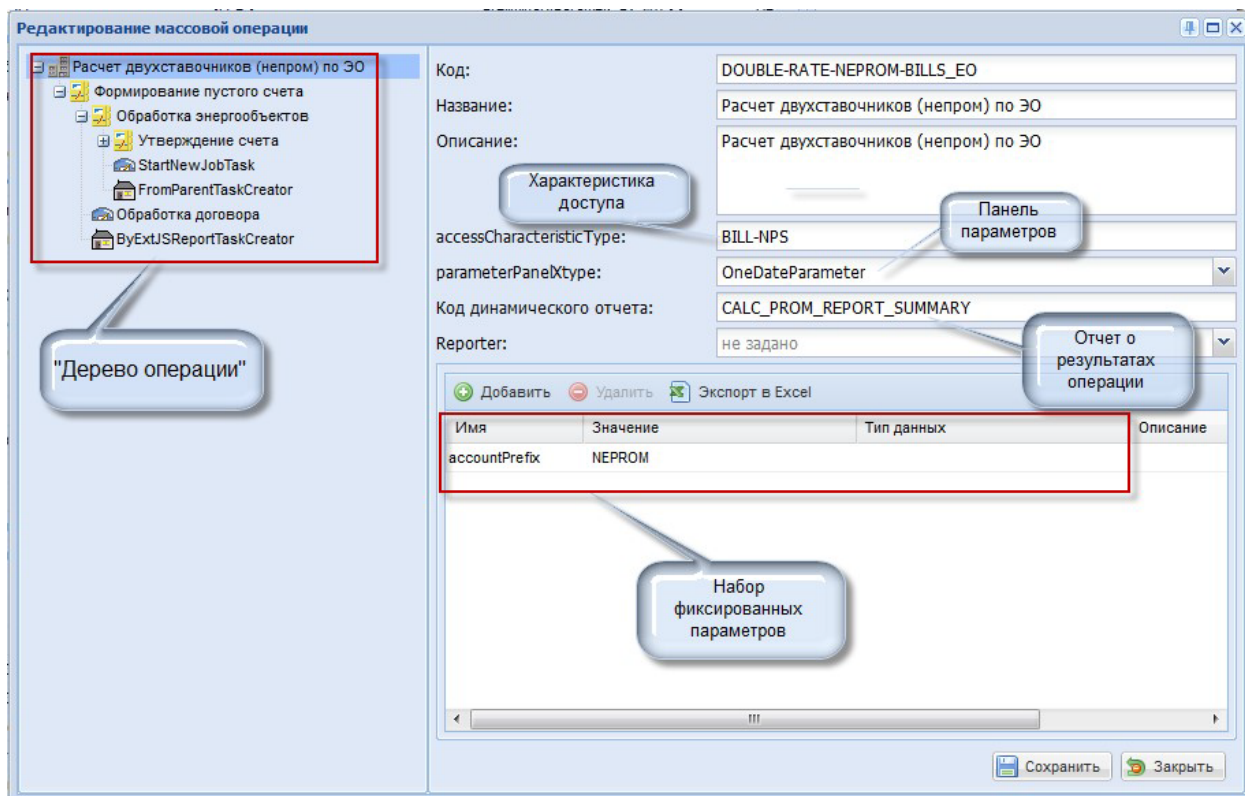 Редактирование массовой операции
Расчет двухставочников (непром) по ЭО
Формирование пустого счета
Обработка энергообъектов
Утверждение счета
StartNewJobTask
FromParentTaskCreator
Обработка договора
ByExtJSReportTaskCreator
"Дерево операции"
Код:
DOUBLE-RATE-NEPROM-BILLS_EO
Название:
Расчет двухставочников (непром) по ЭО
Описание:
Расчет двухставочников (непром) по ЭО
Характеристика
доступа
Панель
параметров
accessCharacteristicType:
BILL-NPS
parameterPanelXtype:
OneDateParameter
Код динамического отчета:
CALC_PROM_REPORT_SUMMARY
Reporter:
не задано
Отчет о
результатах
операции
Добавить Удалить Экспорт в Excel
Имя Значение Тип данных Описание
accountPrefix NEPROM
Набор
фиксированных
параметров
Сохранить Закрыть